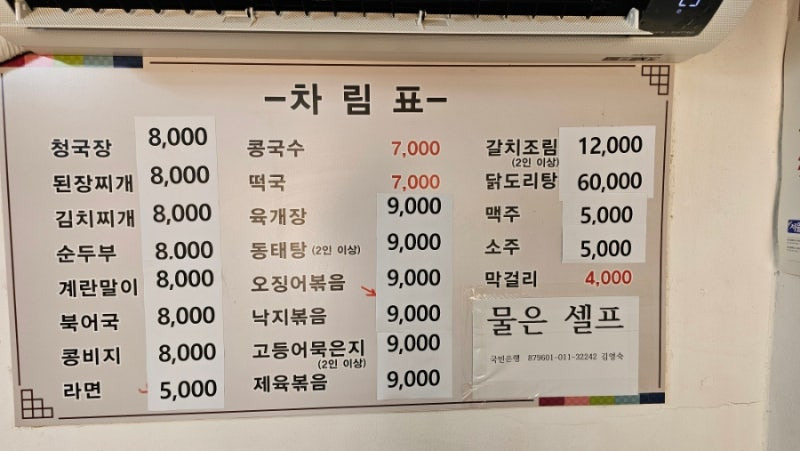 -차 림 표-
청국장 8,000
된장찌개 8,000
김치찌개 8,000
순두부 8.000
계란말이 8,000
북어국 8,000
콩비지 8,000
라면 5,000
콩국수 7,000
떡국 7,000
육개장 9,000
동태탕 (2인 이상) 9,000
오징어볶음 9,000
낙지볶음 9,000
고등어묵은지 9,000
(2인 이상)
제육볶음 9,000
갈치조림 12,000
(2인 이상)
닭도리탕 60,000
맥주 5,000
소주 5,000
막걸리 4,000
물은 셀프
국민은행 879601-011-32242 김영숙